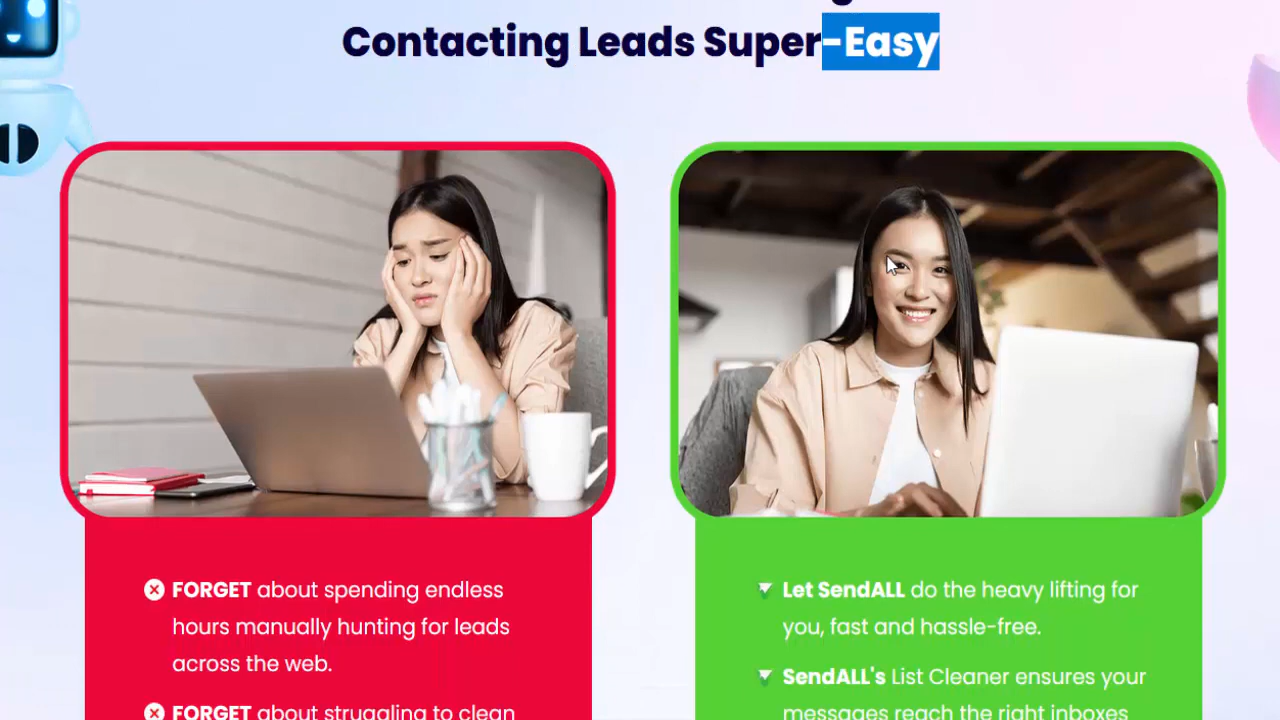 Contacting Leads Super-Easy
FORGET about spending endless
hours manually hunting for leads
across the web.
FORGET about struggling to clean
Let SendALL do the heavy lifting for
you, fast and hassle-free.
SendALL's List Cleaner ensures your
messages reach the right inboxes